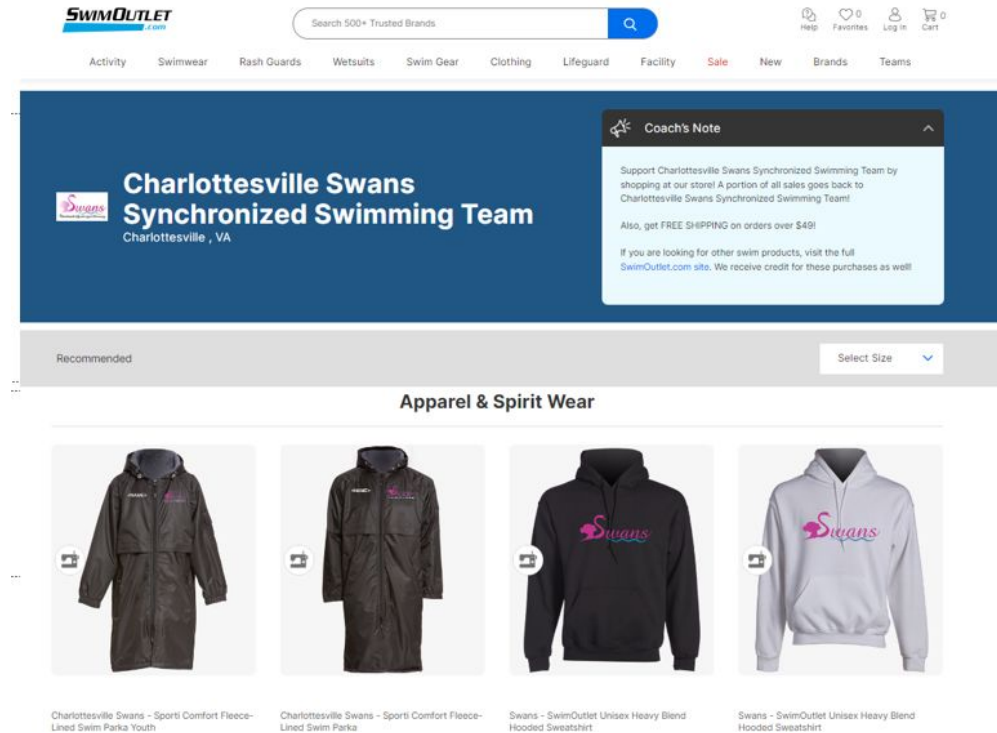 SWIMOUTLET
.com
Search 500+ Trusted Brands
Help
0
Favorites
Log In
0
Cart
Activity Swimwear Rash Guards Wetsuits Swim Gear Clothing Lifeguard Facility Sale New Brands Teams
Swans
Charlottesville Swans
Synchronized Swimming Team
Charlottesville , VA
Coach's Note
Support Charlottesville Swans Synchronized Swimming Team by
shopping at our store! A portion of all sales goes back to
Charlottesville Swans Synchronized Swimming Team!
Also, get FREE SHIPPING on orders over $49!
If you are looking for other swim products, visit the full
SwimOutlet.com site. We receive credit for these purchases as well!
Recommended
Select Size
Apparel & Spirit Wear
<NAME>
Swans
Swans
Swans
Swans
Charlottesville Swans - Sporti Comfort Fleece-
Lined Swim Parka Youth
Charlottesville Swans - Sporti Comfort Fleece-
Lined Swim Parka
Swans - SwimOutlet Unisex Heavy Blend
Hooded Sweatshirt
Swans - SwimOutlet Unisex Heavy Blend
Hooded Sweatshirt